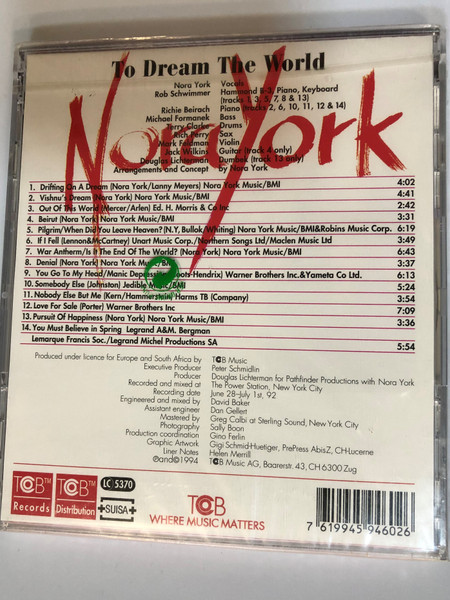 To Dream The World
Nora York
Nora York Vocals
Rob Schwimmer Hammond B-3, Piano, Keyboard
(tracks 1, 3, 5, 7, 8 & 13)
Richie Beirach Piano (tracks 2, 6, 10, 11, 12 & 14)
Michael Formanek Bass
Terry Clarke Drums
Rich Perry Sax
Mark Feldman Violin
Jack Wilkins Guitar (track 4 only)
Douglas Lichterman Dumbek (track 13 only)
Arrangements and Concept by Nora York
1. Drifting On A Dream (Nora York/Lanny Meyers) Nora York Music/BMI 4:02
2. Vishnu's Dream (Nora York) Nora York Music/BMI 4:41
3. Out Of This World (Mercer/Arlen) Ed. H. Morris & Co Inc 2:42
4. Beirut (Nora York) Nora York Music/BMI 3:31
5. Pilgrim/When Did You Leave Heaven? (N.Y, Bullok/Whiting) Nora York Music/BMI&Robins Music Corp. 6:19
6. If I Fell (Lennon&McCartney) Unart Music Corp./Northern Songs Ltd/Maclen Music Ltd 3:49
7. War Antherm/Is It The End Of The World? (Nora York) Nora York Music/BMI 6:43
8. Denial (Nora York) Nora York Music/BMI 3:37
9. You Go To My Head/Manic Depression Coots-Hendrix) Warner Brothers Inc.&Yameta Co Ltd. 6:13
10. Somebody Else (Johnston) Jedible Music/BMI 5:24
11. Nobody Else But Me (Kern/Hammerstein) Harms TB (Company) 3:54
12. Love For Sale (Porter) Warner Brothers Inc 7:09
13. Pursuit Of Happiness (Nora York) Nora York Music/BMI 3:36
14. You Must Believe in Spring Legrand A&M. Bergman
Lemarque Francis Soc./Legrand Michel Productions SA 5:54
Produced under licence for Europe and South Africa by TCB Music
Executive Producer Peter Schmidlin
Producer Douglas Lichterman for Pathfinder Productions with Nora York
Recorded and mixed at The Power Station, New York City
Recording date June 28-July 1st, 92
Engineered and mixed by David Baker
Assistant engineer Dan Gellert
Mastered by Greg Calbi at Sterling Sound, New York City
Photography Sally Boon
Production coordination Gino Ferlin
Graphic Artwork Gigi Schmid-Huetiger, PrePress AbisZ, CH-Lucerne
Liner Notes Helen Merrill
℗and©1994 TCB Music AG, Baarerstr. 43, CH 6300 Zug
TCB™ Records
TCB™ Distribution
LC 5370
SUISA
TCB
WHERE MUSIC MATTERS
7 619945 946026